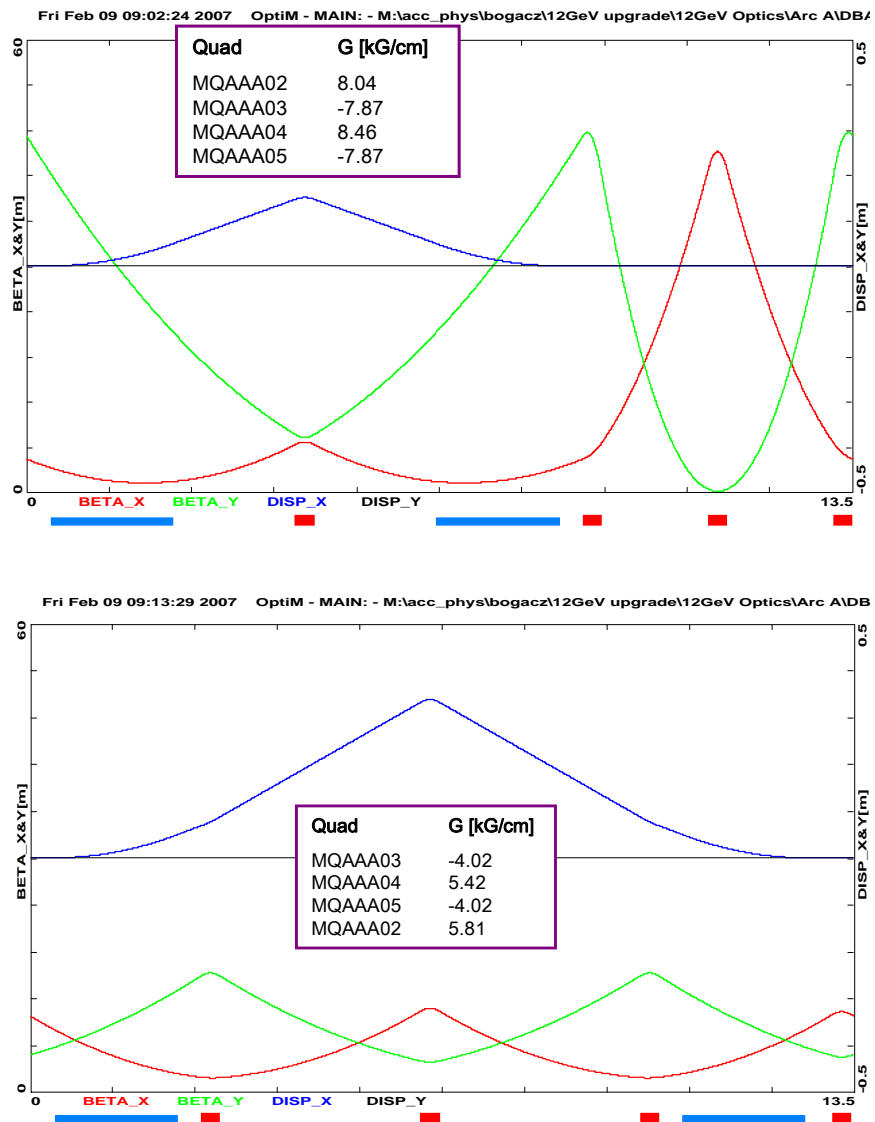 Fri Feb 09 09:02:24 2007 OptiM - MAIN: - M:\acc_phys\bogacz\12GeV upgrade\12GeV Optics\Arc A\DBA
60
0.5
Quad G [kG/cm]
MQAAA02 8.04
MQAAA03 -7.87
MQAAA04 8.46
MQAAA05 -7.87
BETA_X&Y[m]
DISP_X&Y[m]
0
-0.5
0 BETA_X BETA_Y DISP_X DISP_Y 13.5
Fri Feb 09 09:13:29 2007 OptiM - MAIN: - M:\acc_phys\bogacz\12GeV upgrade\12GeV Optics\Arc A\DB
60
0.5
BETA_X&Y[m]
DISP_X&Y[m]
Quad G [kG/cm]
MQAAA03 -4.02
MQAAA04 5.42
MQAAA05 -4.02
MQAAA02 5.81
0
-0.5
0 BETA_X BETA_Y DISP_X DISP_Y 13.5